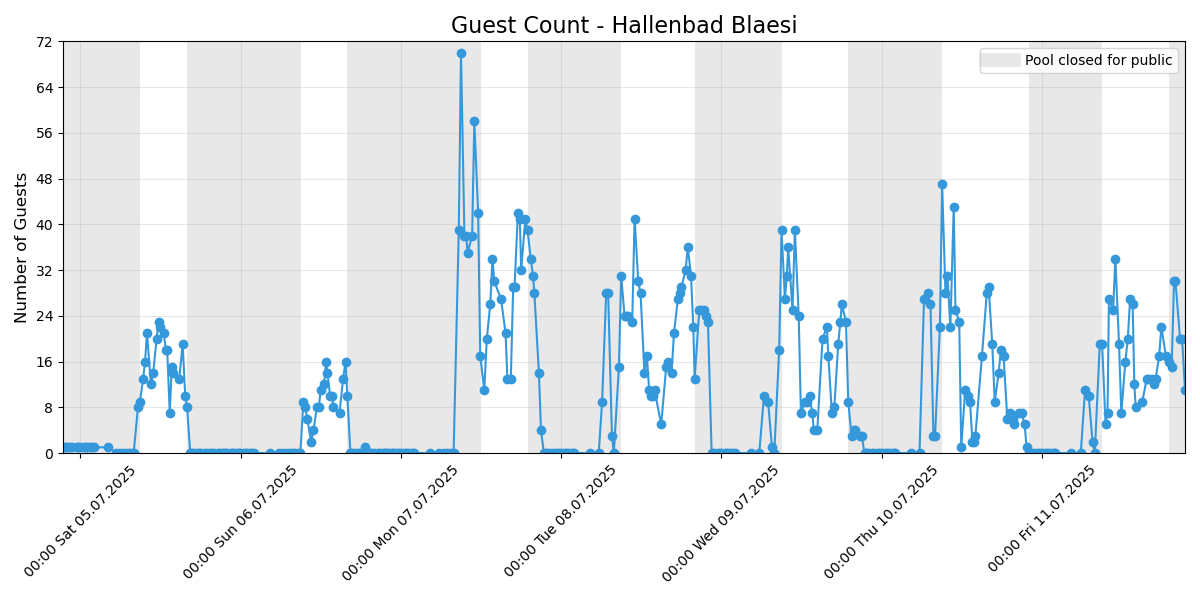 Guest Count - Hallenbad Blaesi
Pool closed for public
Number of Guests
72
64
56
48
40
32
24
16
8
0
00:00 Sat 05.07.2025
00:00 Sun 06.07.2025
00:00 Mon 07.07.2025
00:00 Tue 08.07.2025
00:00 Wed 09.07.2025
00:00 Thu 10.07.2025
00:00 Fri 11.07.2025